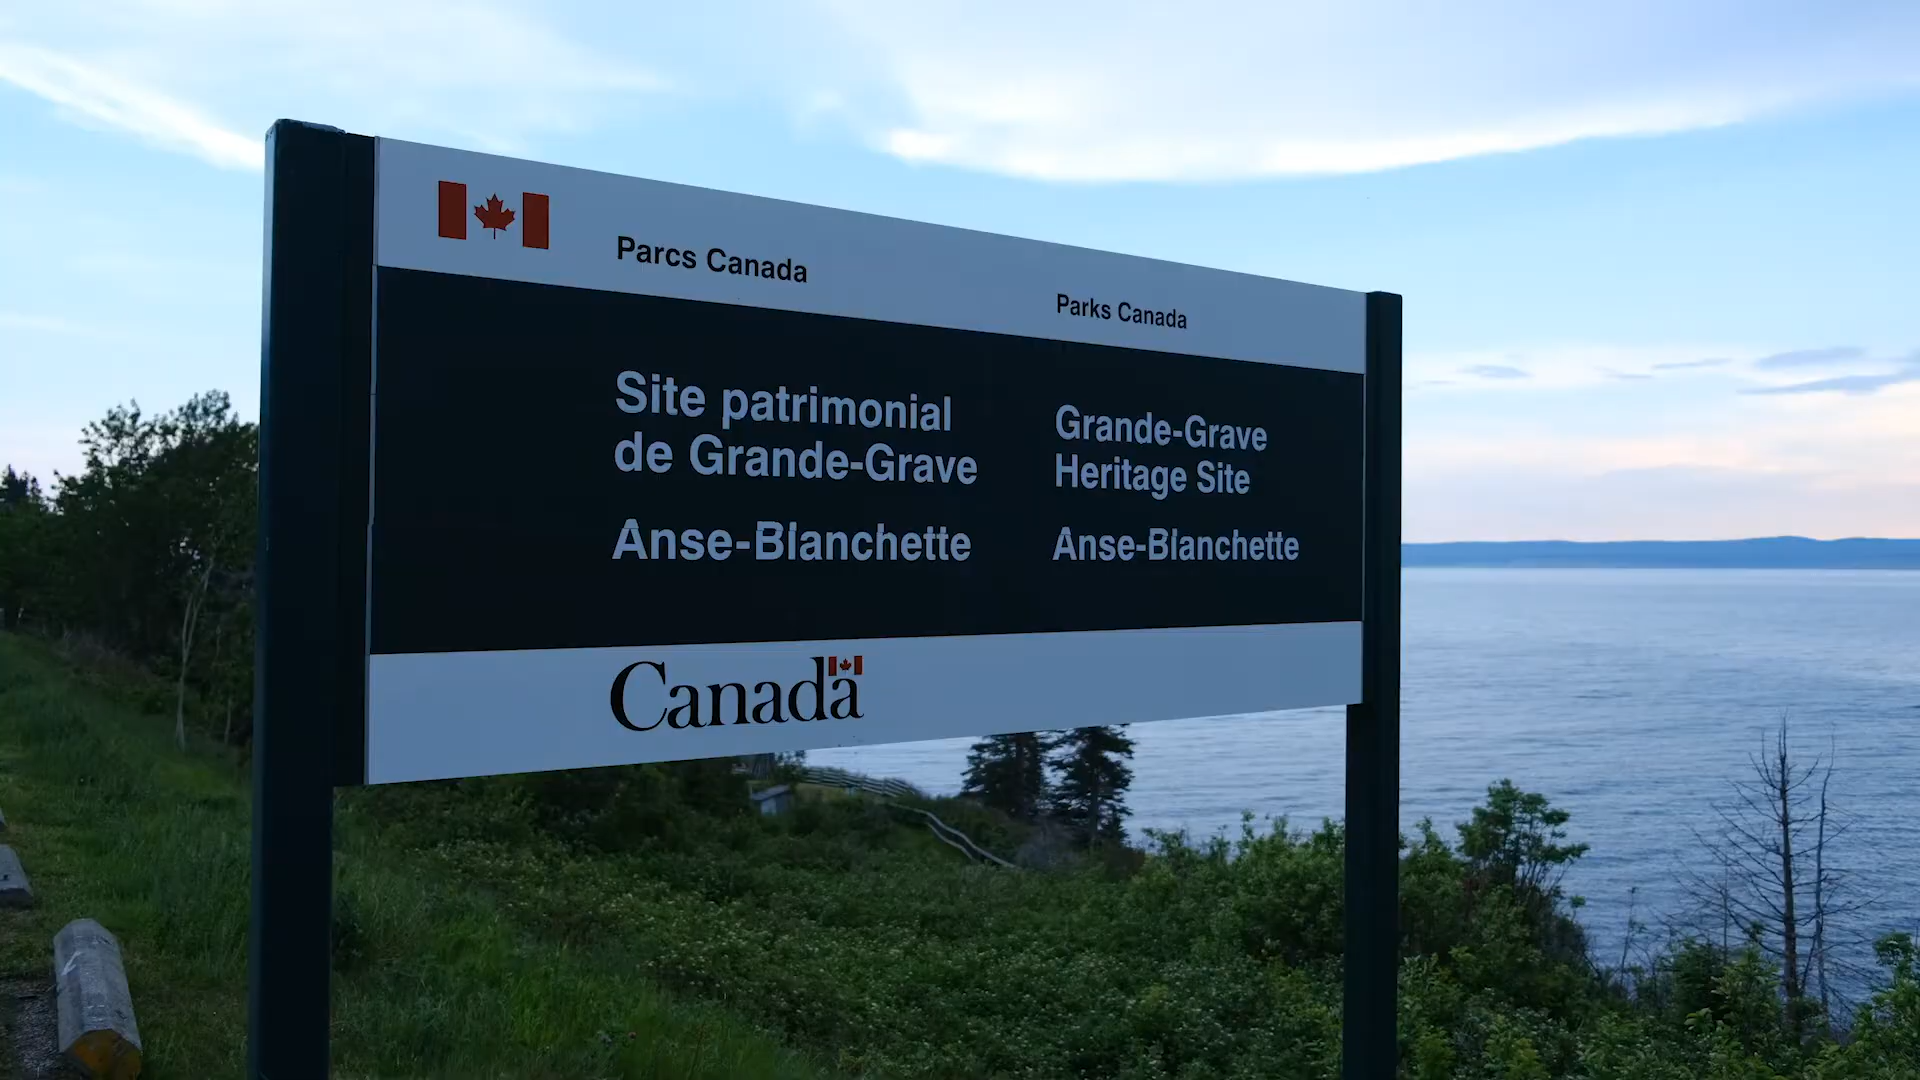 Parcs Canada
Parks Canada
Site patrimonial
de Grande-Grave
Anse-Blanchette
Grande-Grave
Heritage Site
Anse-Blanchette
Canada